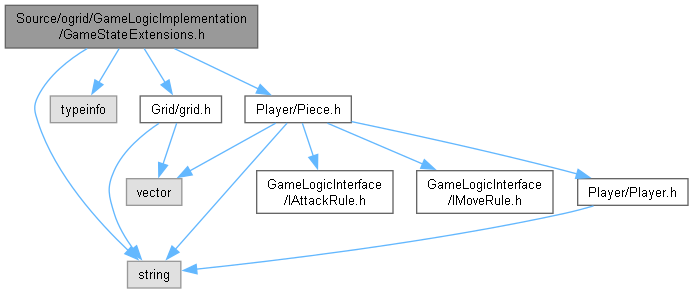 Source/ogrid/GameLogicImplementation
/GameStateExtensions.h
typeinfo
Grid/grid.h
Player/Piece.h
vector
GameLogicInterface
/IAttackRule.h
GameLogicInterface
/IMoveRule.h
Player/Player.h
string